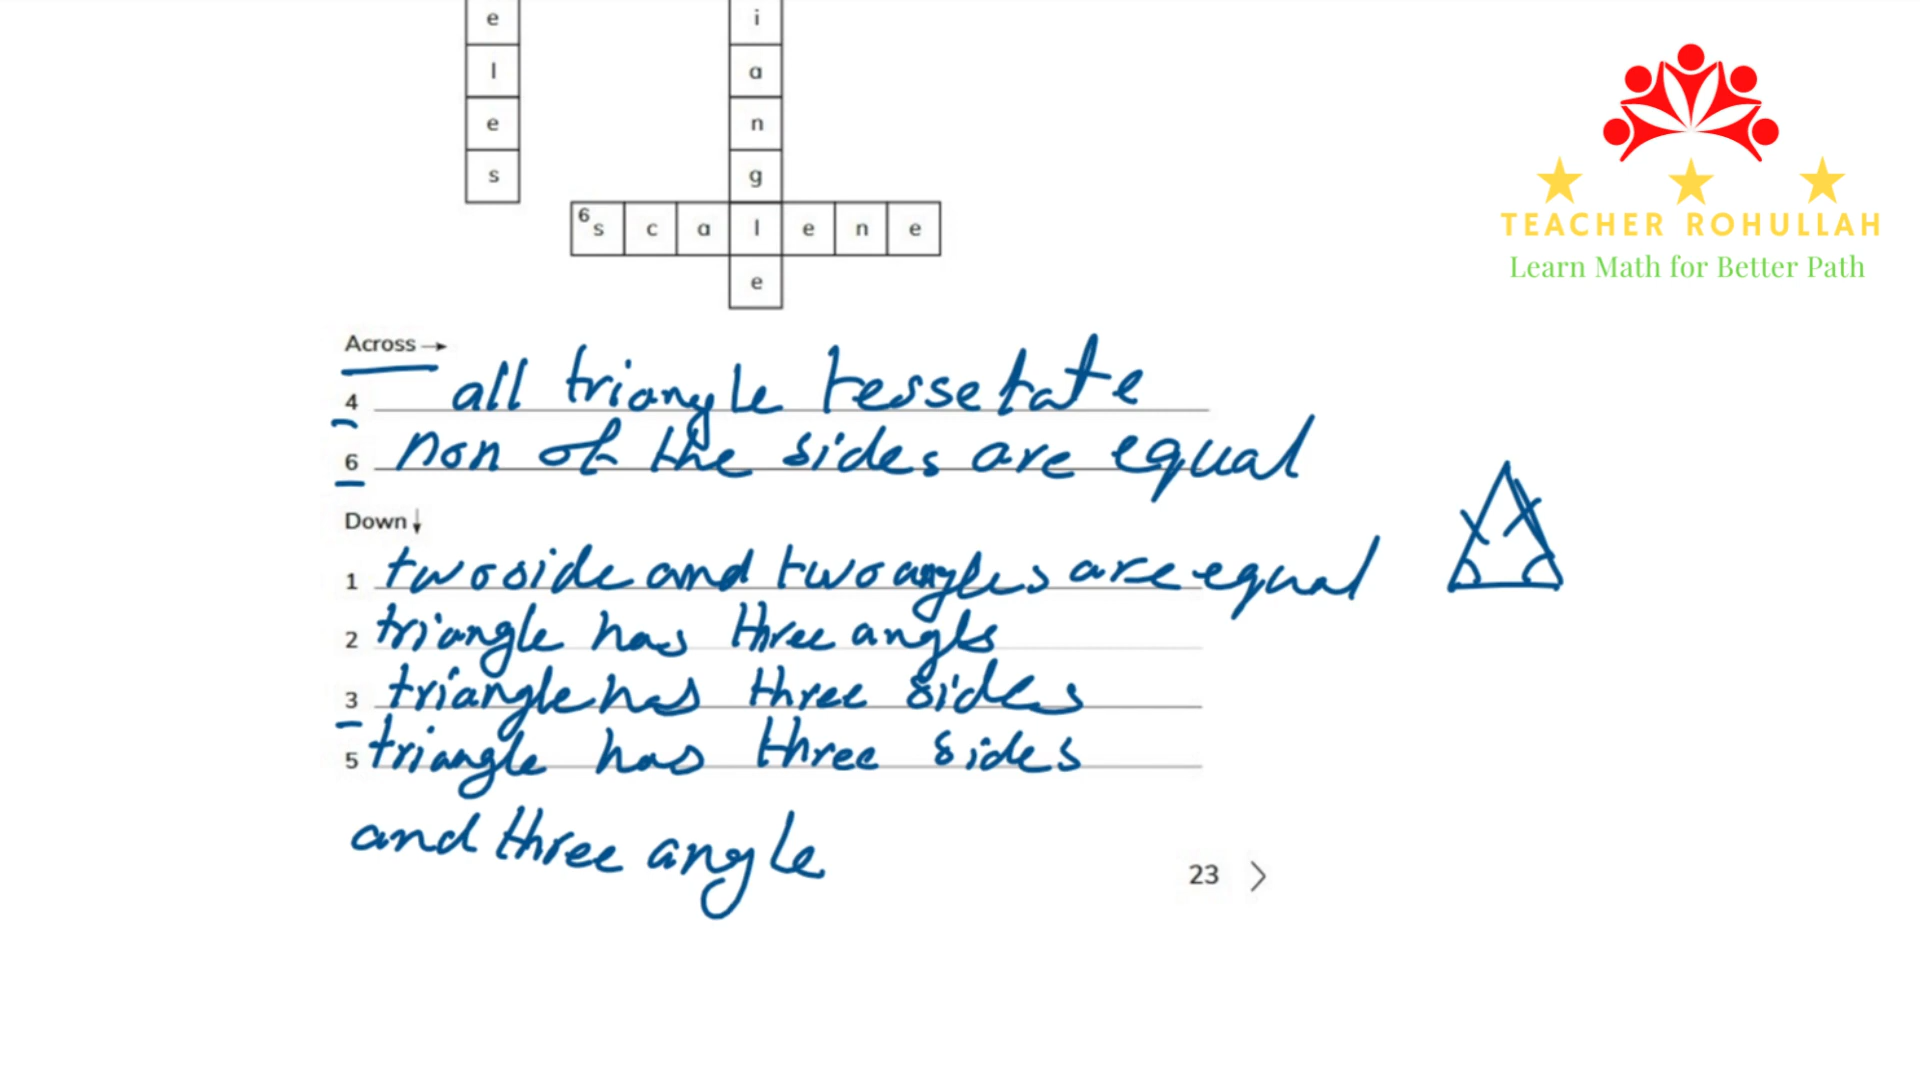 e i
l a
e n
s g
6 s c a l e n e
e
TEACHER ROHULLAH
Learn Math for Better Path
Across →
4 all triangle tessetate
6 non of the sides are equal
Down ↓
1 two side and two angles are equal
2 triangle has three angls
3 triangle has three sides
5 triangle has three sides
and three angle
23 >